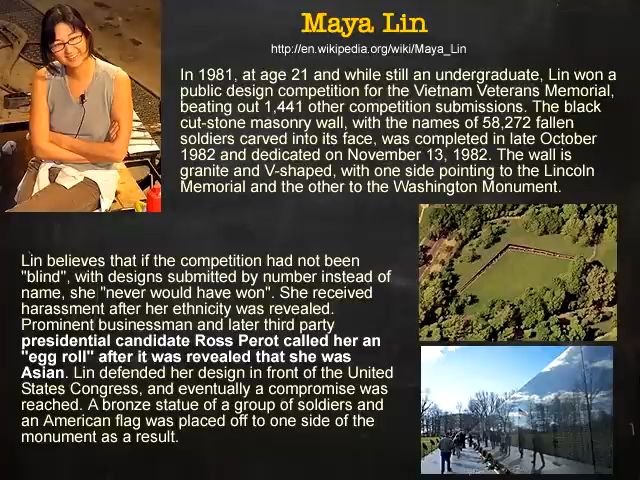 Maya Lin
http://en.wikipedia.org/wiki/Maya_Lin
In 1981, at age 21 and while still an undergraduate, Lin won a
public design competition for the Vietnam Veterans Memorial,
beating out 1,441 other competition submissions. The black
cut-stone masonry wall, with the names of 58,272 fallen
soldiers carved into its face, was completed in late October
1982 and dedicated on November 13, 1982. The wall is
granite and V-shaped, with one side pointing to the Lincoln
Memorial and the other to the Washington Monument.
Lin believes that if the competition had not been
"blind", with designs submitted by number instead of
name, she "never would have won". She received
harassment after her ethnicity was revealed.
Prominent businessman and later third party
presidential candidate Ross Perot called her an
"egg roll" after it was revealed that she was
Asian. Lin defended her design in front of the United
States Congress, and eventually a compromise was
reached. A bronze statue of a group of soldiers and
an American flag was placed off to one side of the
monument as a result.